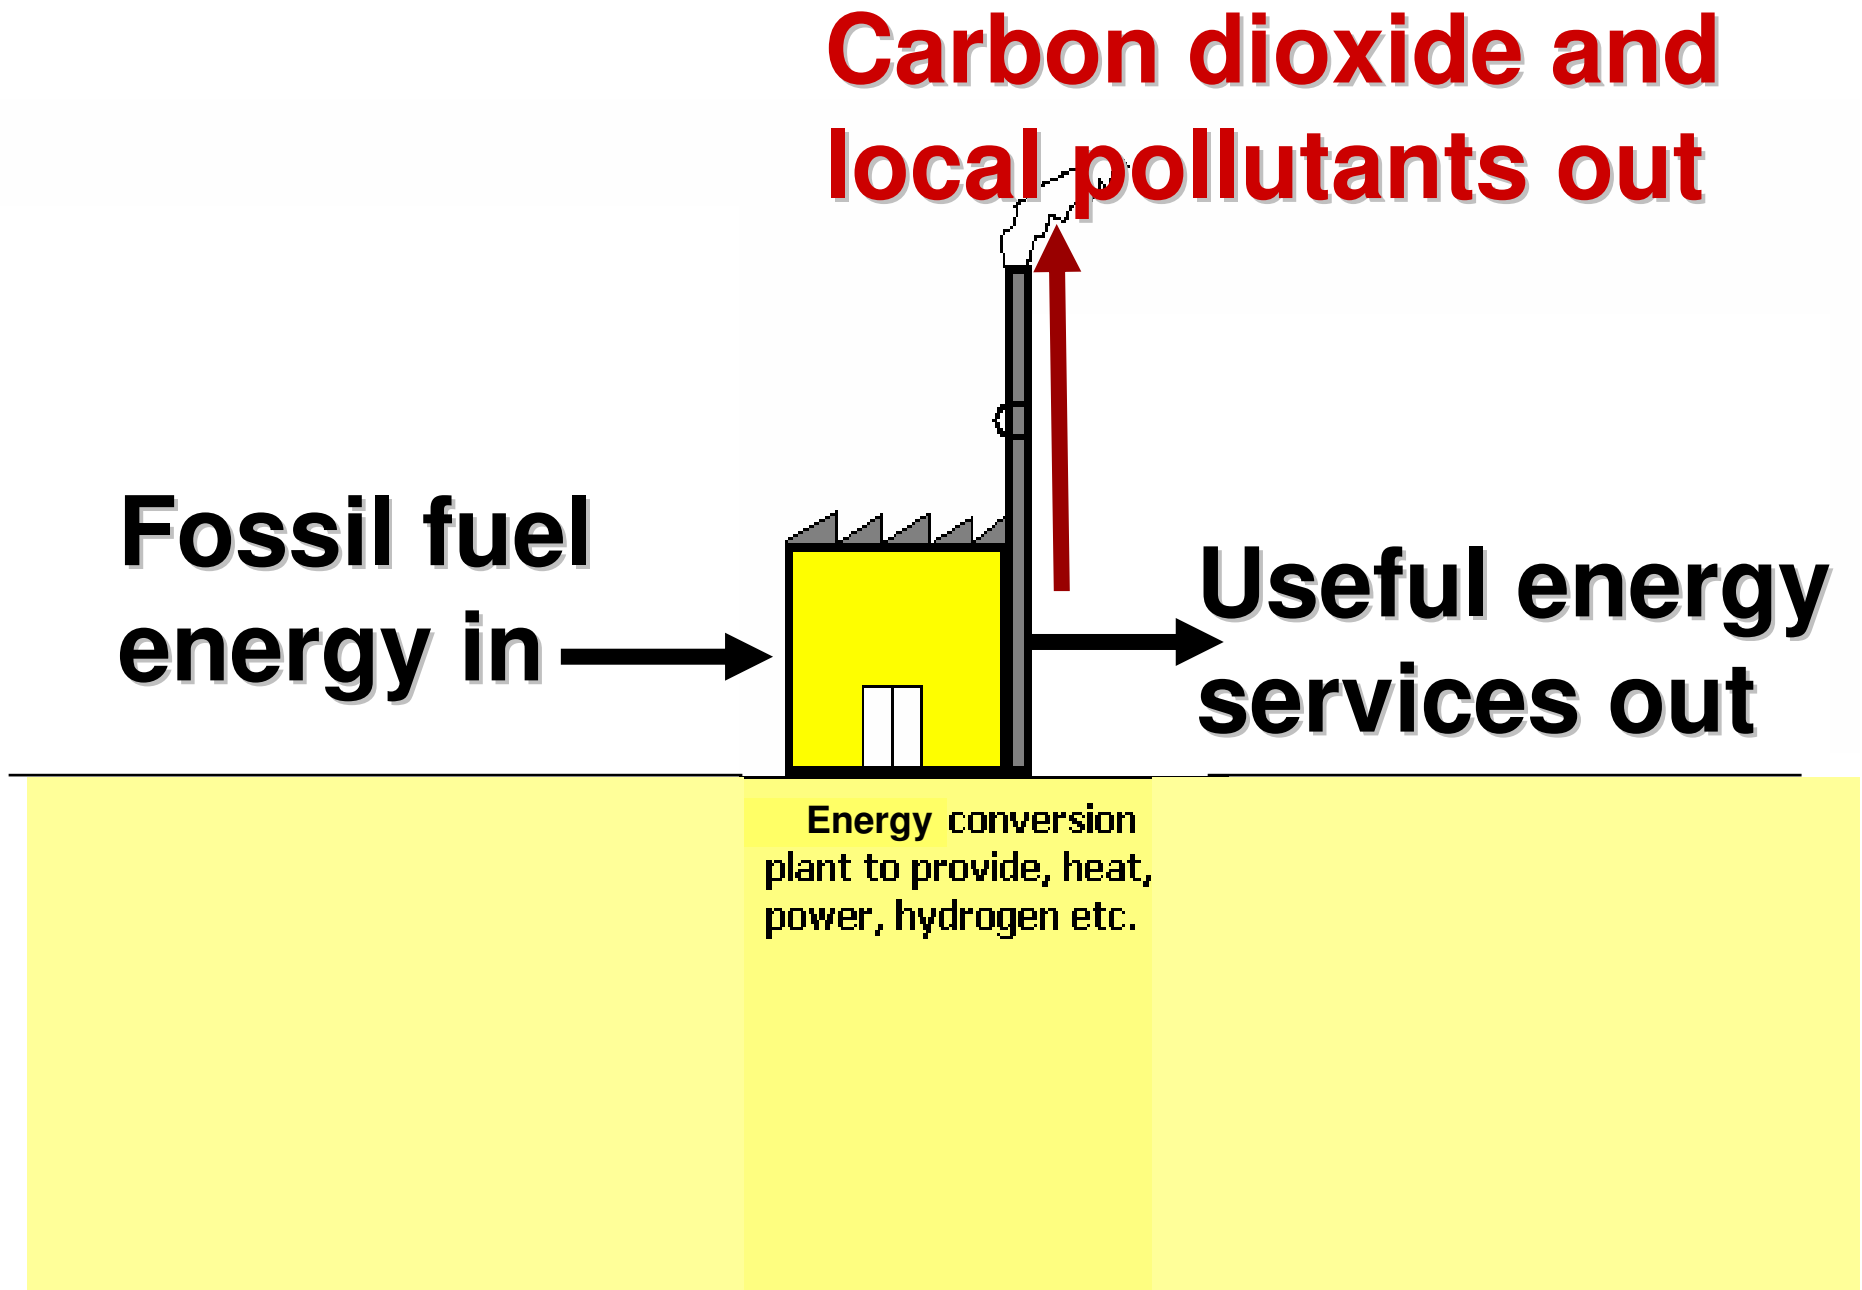 Carbon dioxide and
local pollutants out
Fossil fuel
energy in
Useful energy
services out
Energy conversion
plant to provide, heat,
power, hydrogen etc.